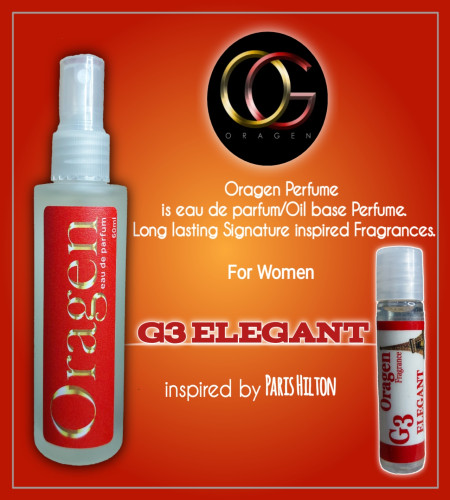 OG
ORAGEN
Oragen Perfume
is eau de parfum/Oil base Perfume.
Long lasting Signature inspired Fragrances.
For Women
G3 ELEGANT
inspired by PARIS HILTON
Oragen
eau de parfum
60ml
Oragen
Fragrance
G3
ELEGANT